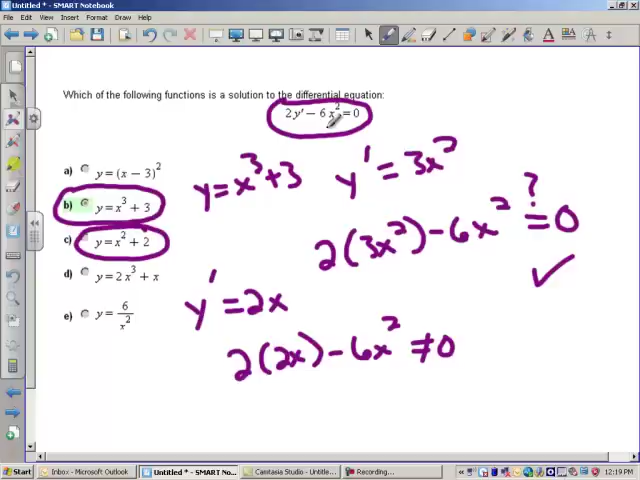 Untitled * - SMART Notebook
File Edit View Insert Format Draw Help
Which of the following functions is a solution to the differential equation:
2y′ − 6x² = 0
a) y = (x − 3)²
b) y = x³ + 3
c) y = x² + 2
d) y = 2x³ + x
e) y = 6/x²
y = x³ + 3 y' = 3x²
2(3x²) − 6x² ?= 0 ✓
y' = 2x
2(2x) − 6x² ≠ 0
Start Inbox - Microsoft Outlook Untitled * - SMART Not... Camtasia Studio - Untitle... Recording... 12:19 PM